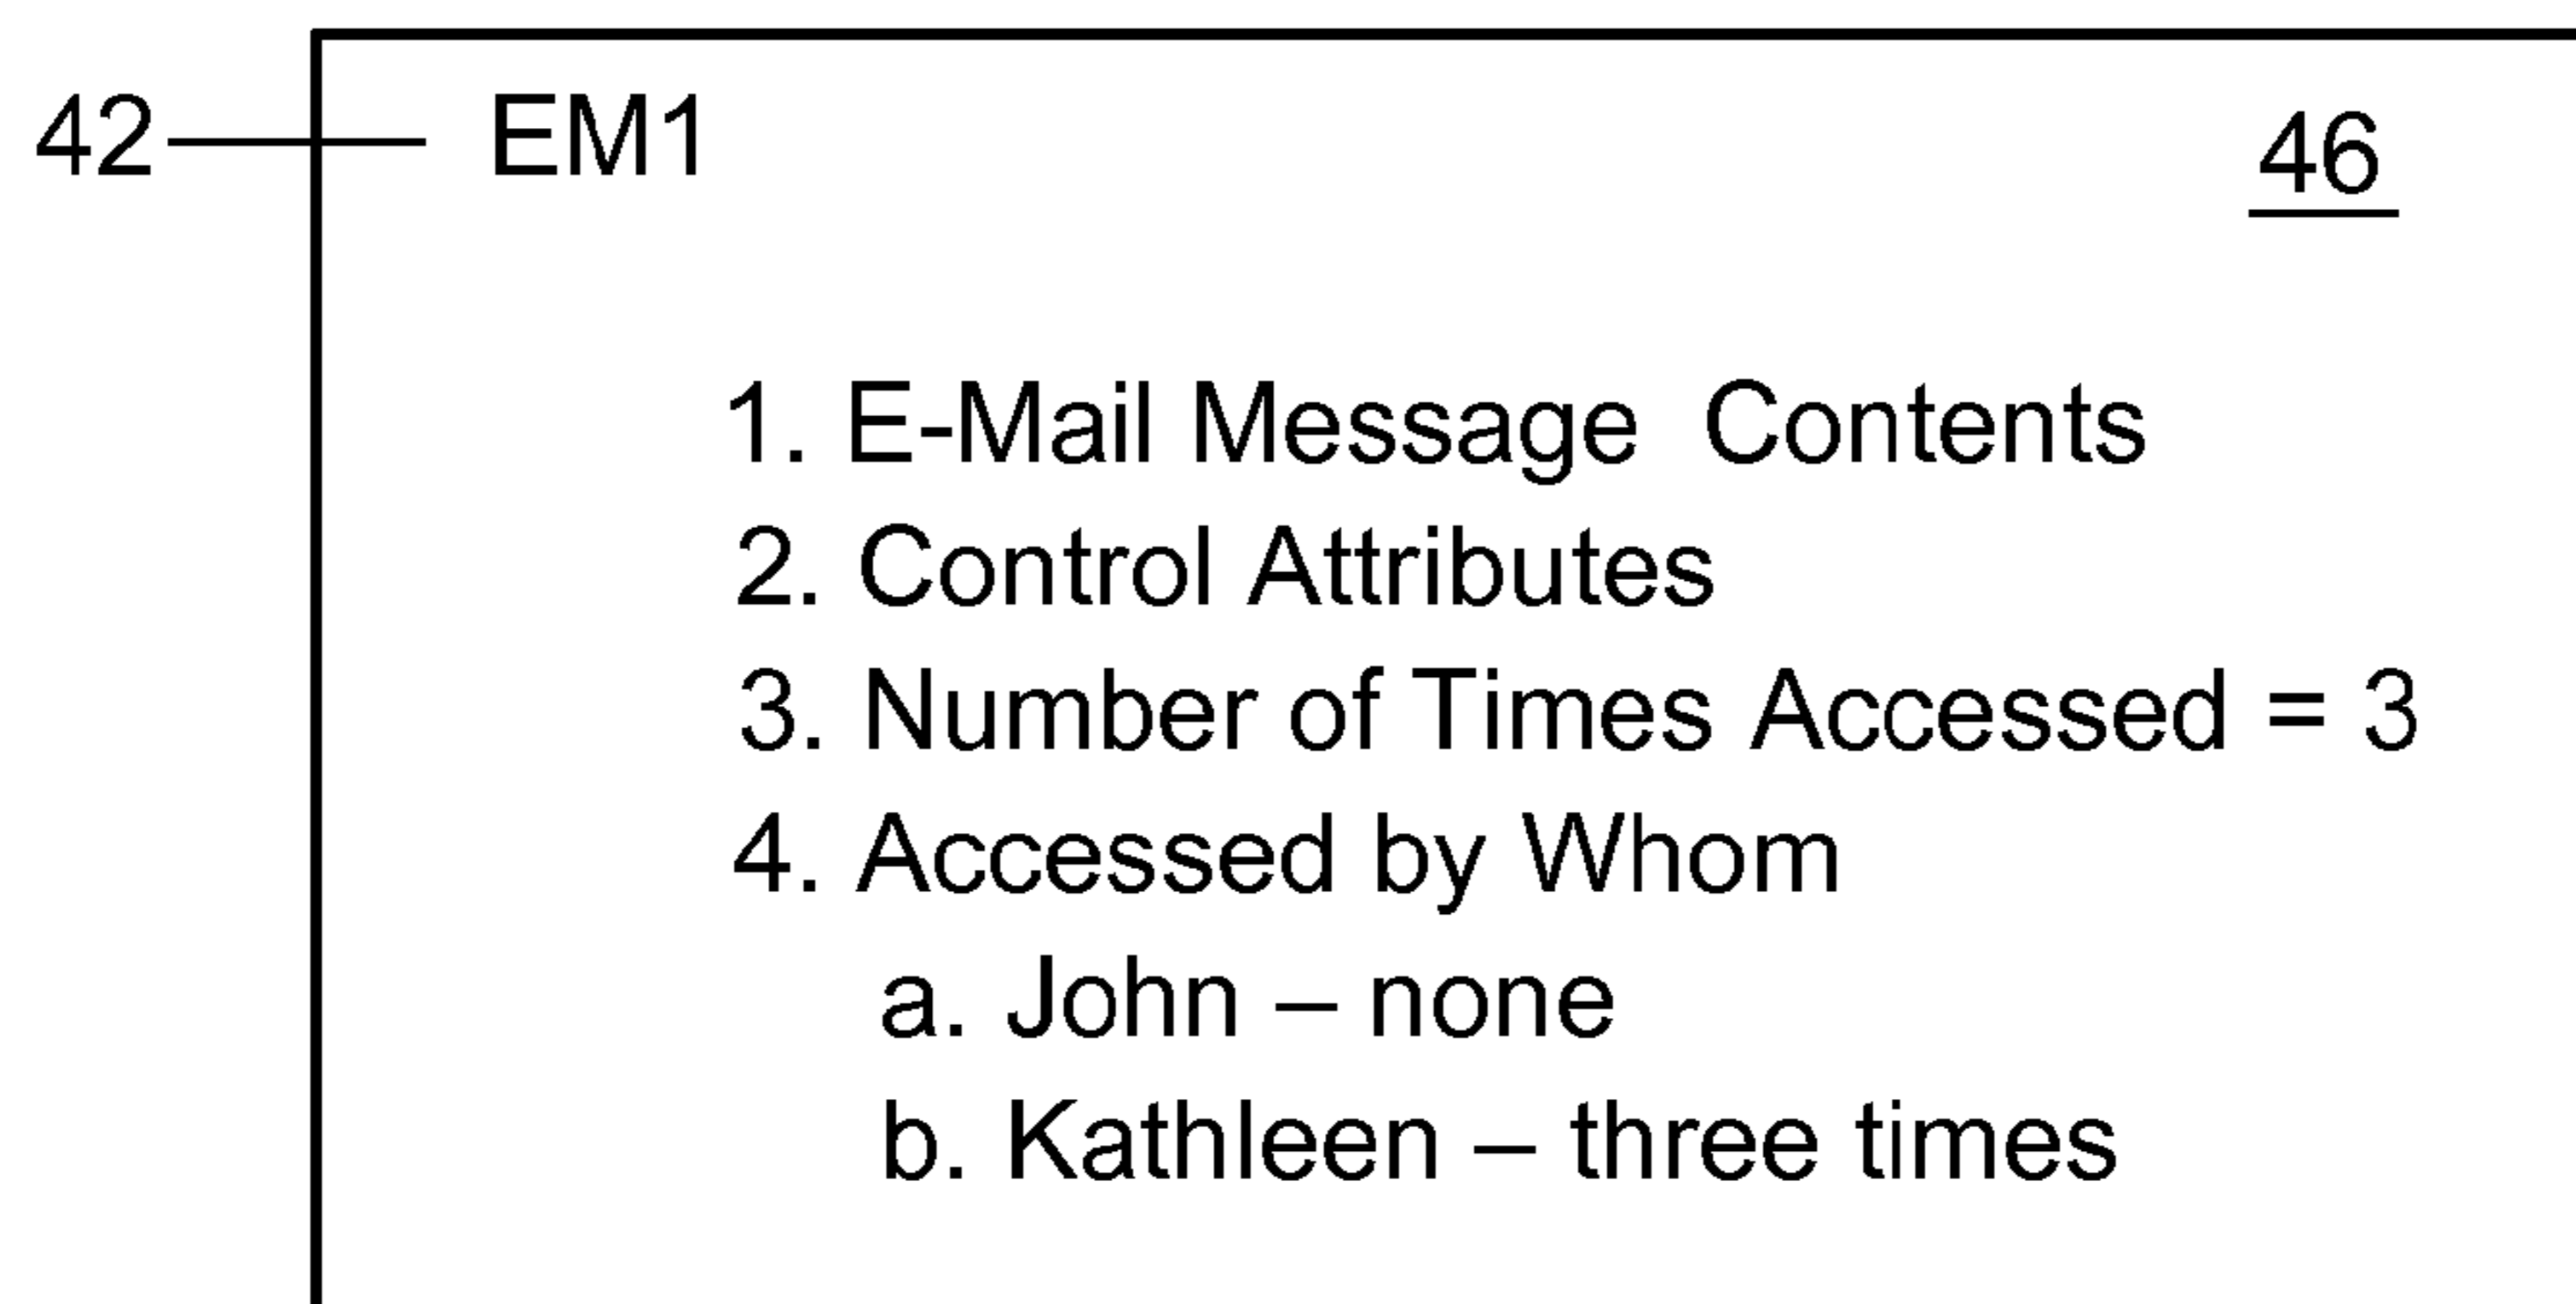 42 EM1 46
1. E-Mail Message Contents
2. Control Attributes
3. Number of Times Accessed = 3
4. Accessed by Whom
a. John – none
b. Kathleen – three times